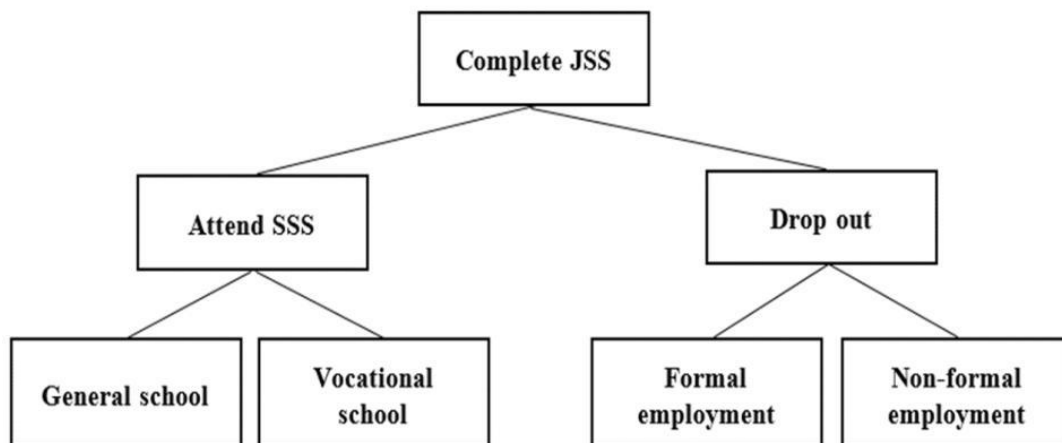 Complete JSS
Attend SSS
Drop out
General school
Vocational
school
Formal
employment
Non-formal
employment